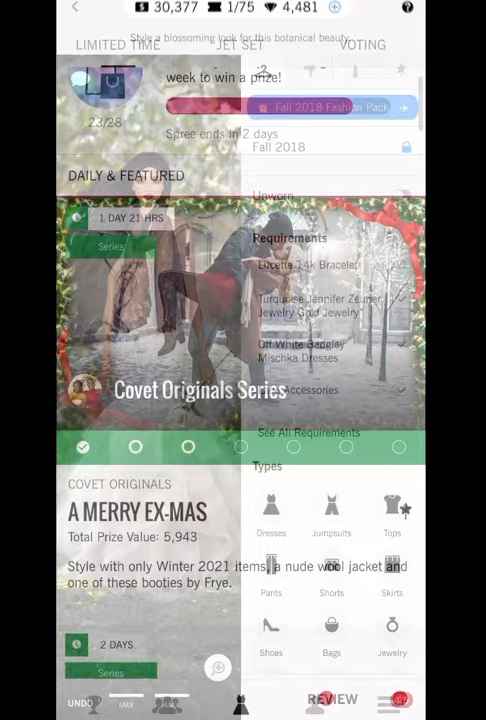 30,377 1/75 4,481
Style a blossoming look for this botanical beauty.
LIMITED TIME JET SET VOTING
week to win a prize!
-2
Fall 2018 Fashion Pack
23/28
Spree ends in 2 days
Fall 2018
DAILY & FEATURED
Unworn
1 DAY 21 HRS
Series
Requirements
Lucette 14k Bracelet
Turquoise Jennifer Zeuner
Jewelry Gold Jewelry
Off White Badgley
Mischka Dresses
Accessories
Covet Originals Series
See All Requirements
Types
COVET ORIGINALS
A MERRY EX-MAS
Total Prize Value: 5,943
Dresses Jumpsuits Tops
Style with only Winter 2021 items, a nude wool jacket and
one of these booties by Frye.
Pants Shorts Skirts
2 DAYS
Series
Shoes Bags Jewelry
UNDO MAX REVIEW